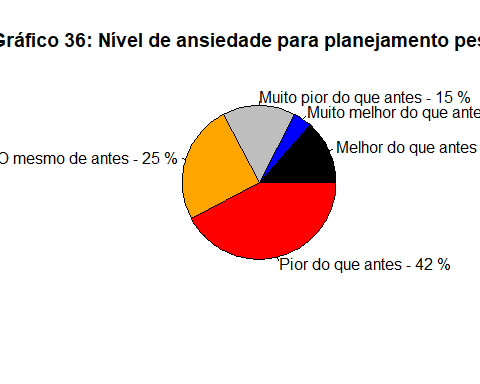 Gráfico 36: Nível de ansiedade para planejamento pes
Muito pior do que antes - 15 %
Muito melhor do que ante
Melhor do que antes
O mesmo de antes - 25 %
Pior do que antes - 42 %